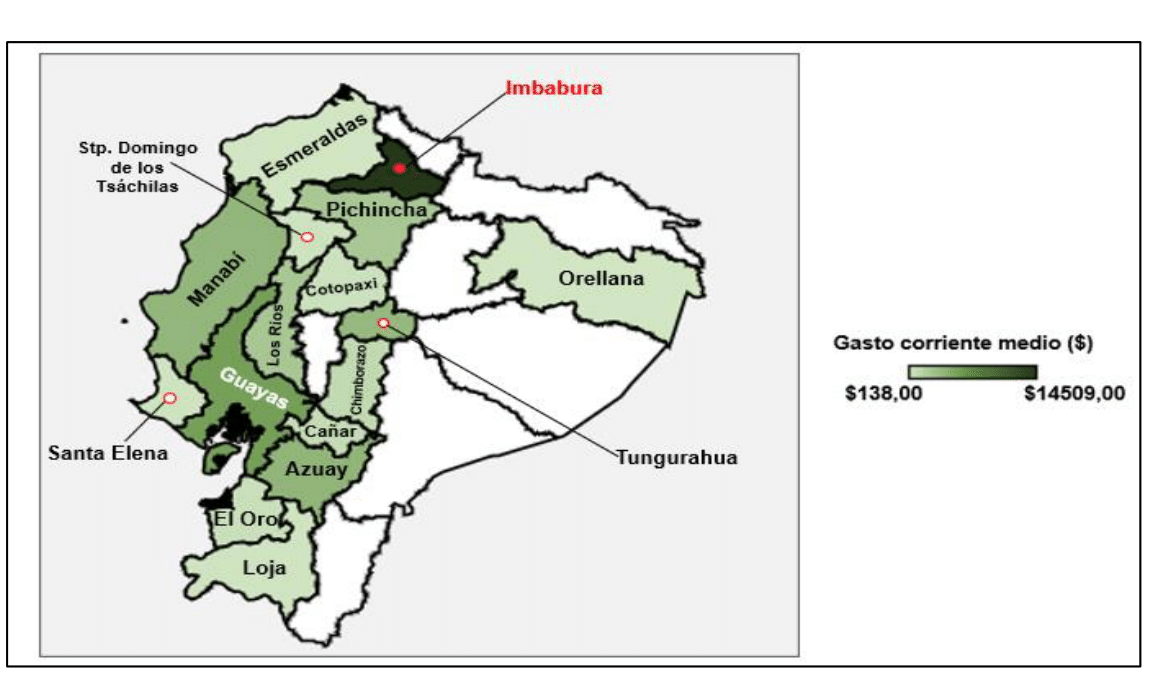 Imbabura
Stp. Domingo
de los
Tsáchilas
Esmeraldas
Pichincha
Manabí
Orellana
Cotopaxi
Los Ríos
Gasto corriente medio ($)
$138,00
$14509,00
Chimborazo
Guayas
Cañar
Santa Elena
Tungurahua
Azuay
El Oro
Loja